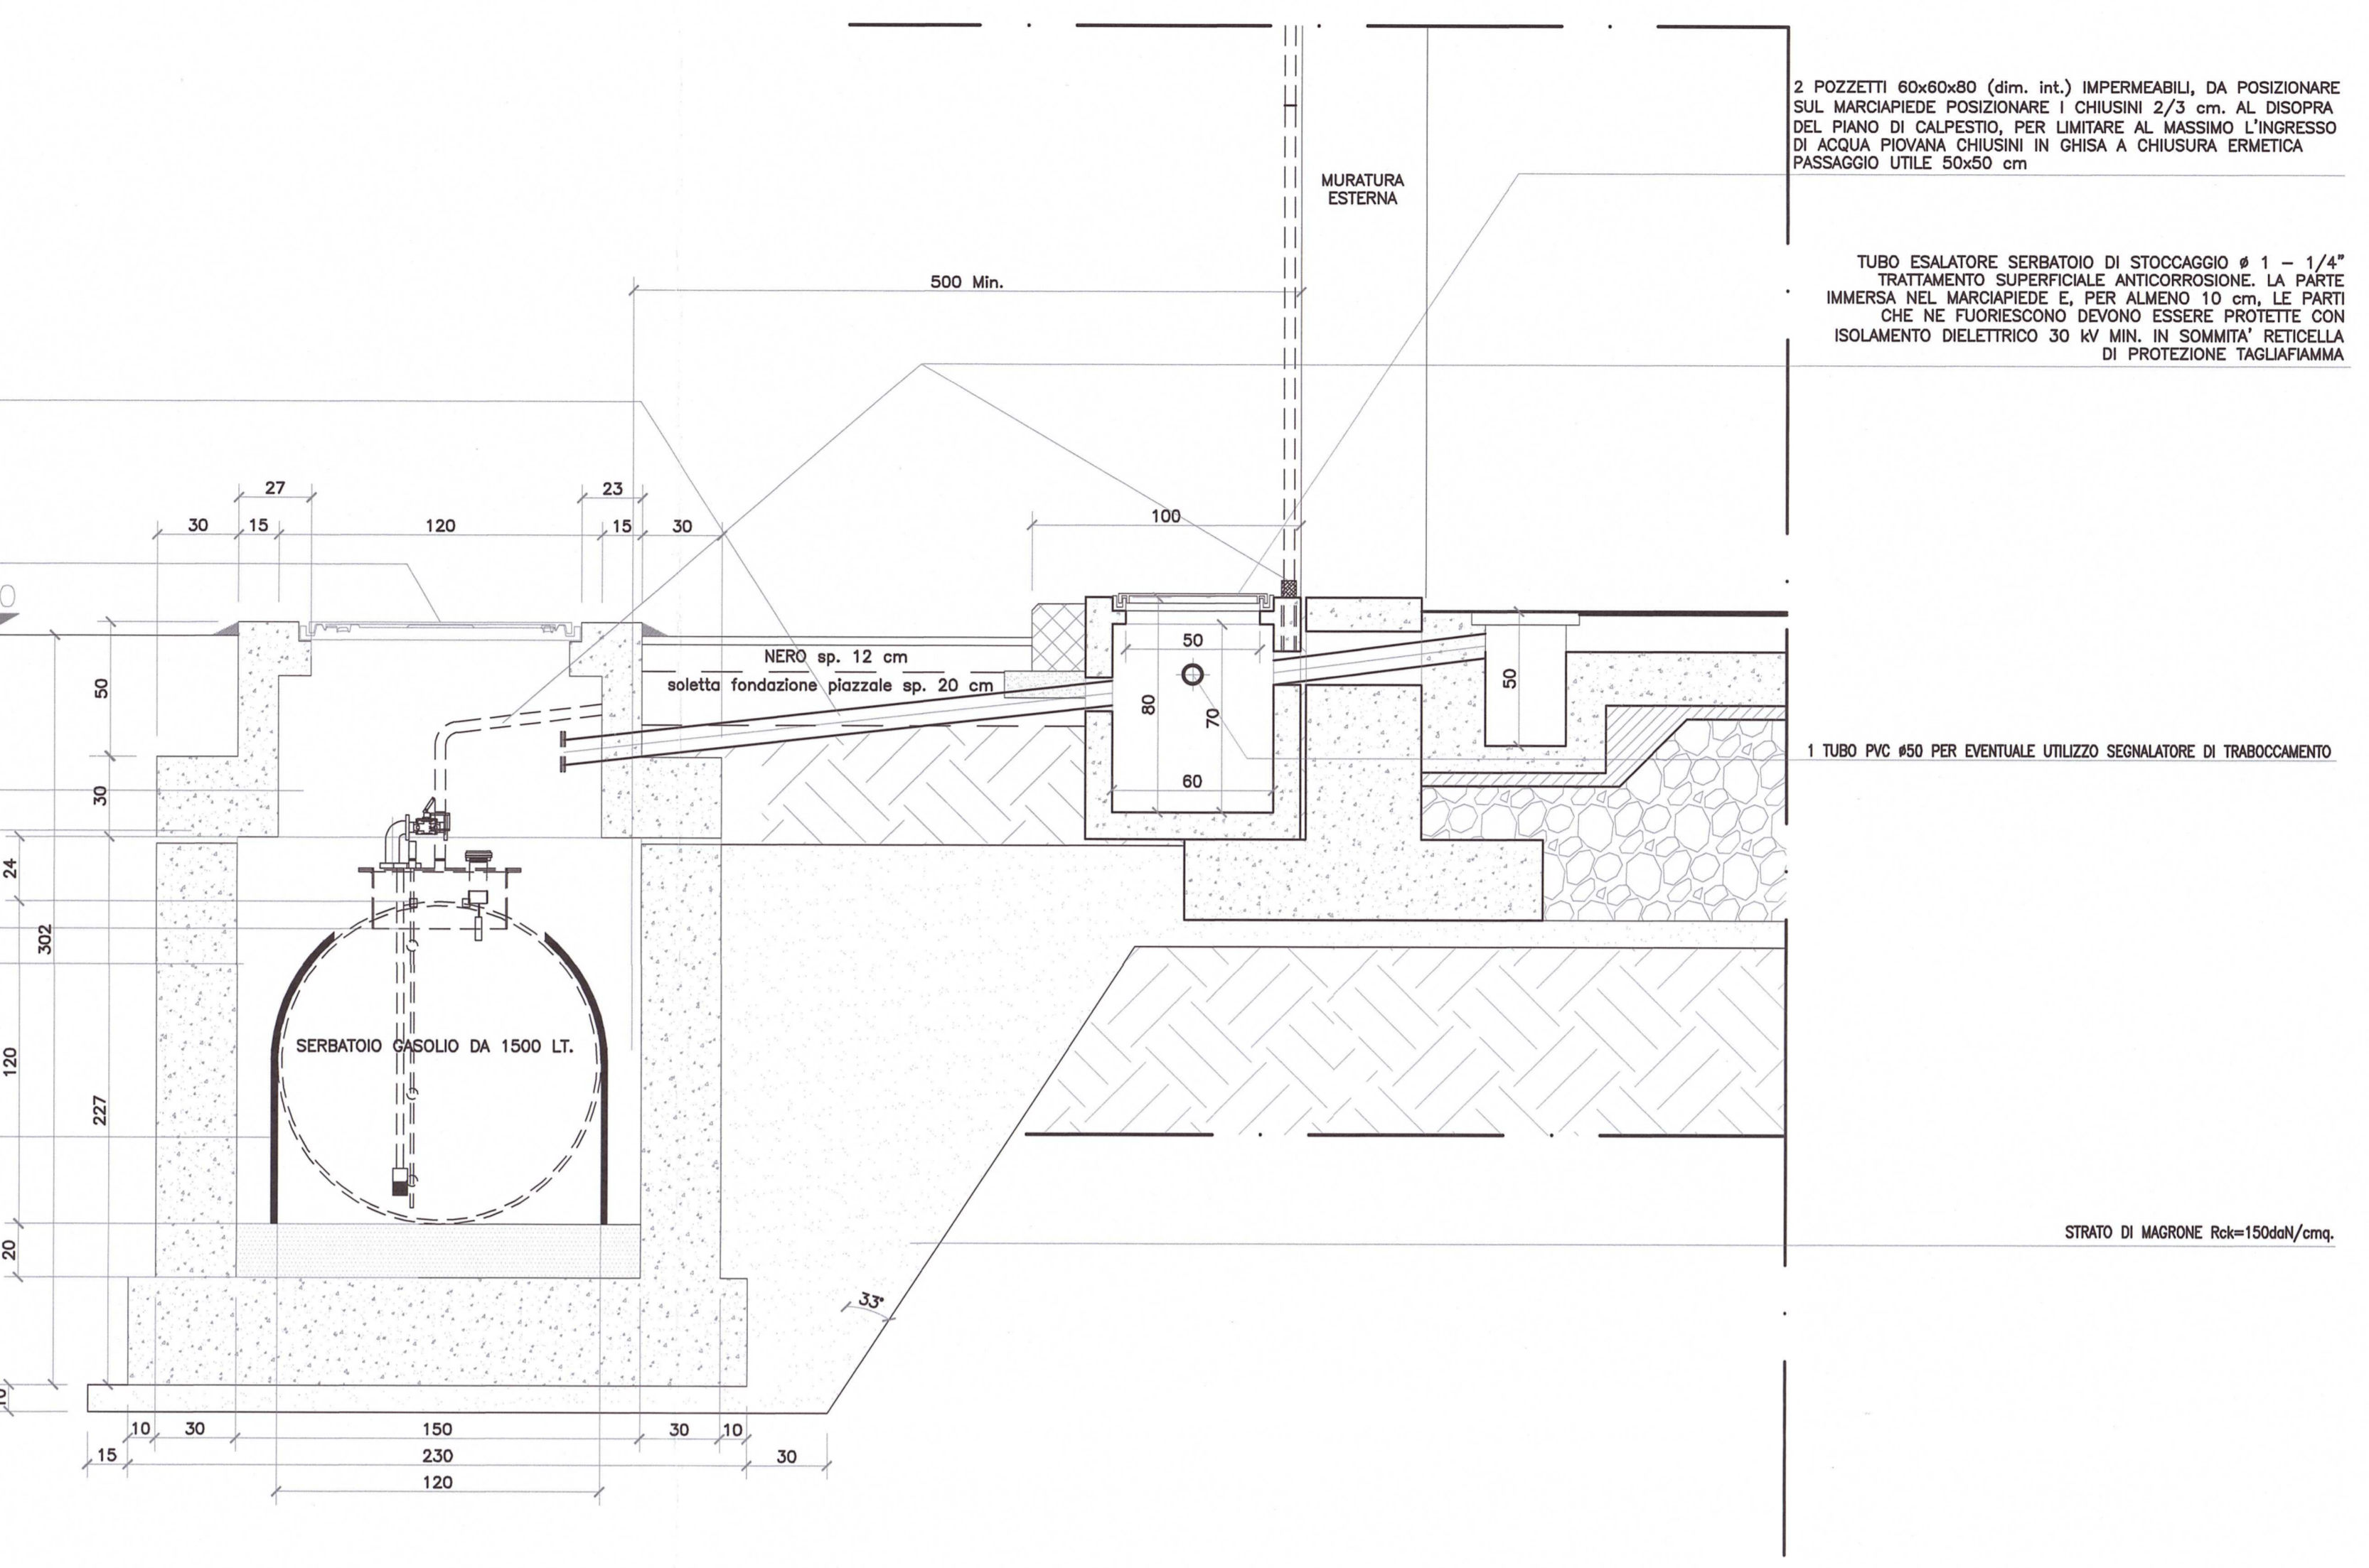 2 POZZETTI 60x60x80 (dim. int.) IMPERMEABILI, DA POSIZIONARE
SUL MARCIAPIEDE POSIZIONARE I CHIUSINI 2/3 cm. AL DISOPRA
DEL PIANO DI CALPESTIO, PER LIMITARE AL MASSIMO L'INGRESSO
DI ACQUA PIOVANA CHIUSINI IN GHISA A CHIUSURA ERMETICA
PASSAGGIO UTILE 50x50 cm
MURATURA
ESTERNA
TUBO ESALATORE SERBATOIO DI STOCCAGGIO ø 1 - 1/4"
TRATTAMENTO SUPERFICIALE ANTICORROSIONE. LA PARTE
IMMERSA NEL MARCIAPIEDE E, PER ALMENO 10 cm, LE PARTI
CHE NE FUORIESCONO DEVONO ESSERE PROTETTE CON
ISOLAMENTO DIELETTRICO 30 kV MIN. IN SOMMITA' RETICELLA
DI PROTEZIONE TAGLIAFIAMMA
500 Min.
27
23
30
15
120
15
30
100
0
50
NERO sp. 12 cm
soletta fondazione piazzale sp. 20 cm
50
80
70
60
50
1 TUBO PVC ø50 PER EVENTUALE UTILIZZO SEGNALATORE DI TRABOCCAMENTO
30
24
302
SERBATOIO GASOLIO DA 1500 LT.
120
227
20
STRATO DI MAGRONE Rck=150daN/cmq.
33°
10
30
150
30
10
15
230
30
120